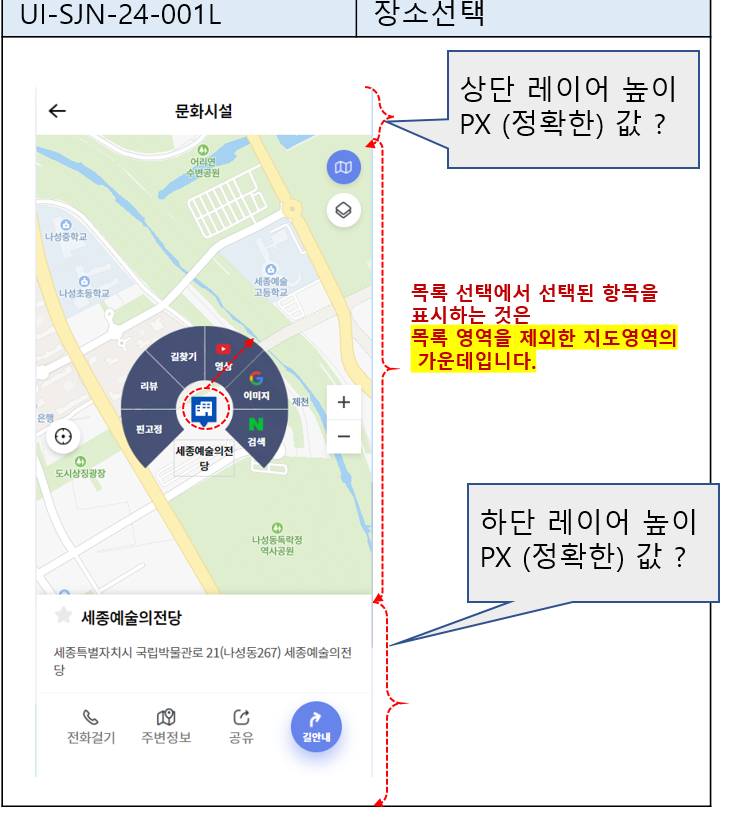 UI-SJN-24-001L
장소선택
상단 레이어 높이
PX (정확한) 값 ?
문화시설
어리연
수변공원
나성중학교
나성초등학교
세종예술
고등학교
목록 선택에서 선택된 항목을
표시하는 것은
목록 영역을 제외한 지도영역의
가운데입니다.
길찾기
영상
리뷰
이미지
제천
핀고정
N
검색
은행
세종예술의전
당
도시상징광장
+
−
하단 레이어 높이
PX (정확한) 값 ?
나성동독락정
역사공원
세종예술의전당
세종특별자치시 국립박물관로 21(나성동267) 세종예술의전
당
전화걸기
주변정보
공유
길안내